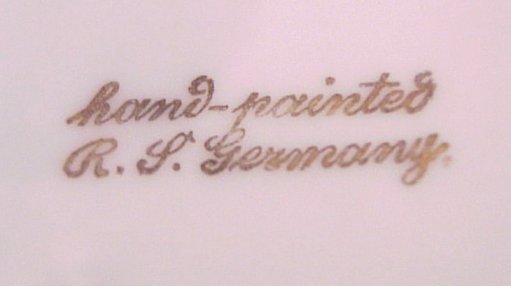 hand-painted
R. S. Germany.